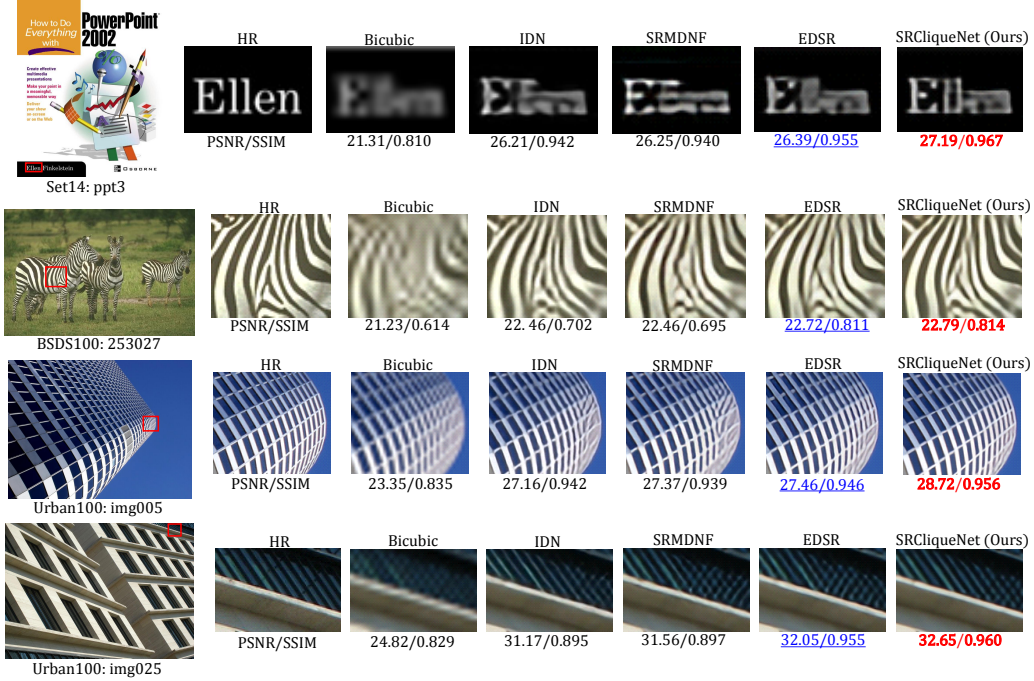 How to Do
Everything
with
PowerPoint
2002
Create effective
multimedia
presentations
Make your point in
a meaningful,
memorable way
Deliver
your show
on screen
or on the Web
Ellen Finkelstein
OSBORNE
Set14: ppt3
HR Bicubic IDN SRMDNF EDSR SRCliqueNet (Ours)
Ellen
PSNR/SSIM 21.31/0.810 26.21/0.942 26.25/0.940 26.39/0.955 27.19/0.967
HR Bicubic IDN SRMDNF EDSR SRCliqueNet (Ours)
PSNR/SSIM 21.23/0.614 22. 46/0.702 22.46/0.695 22.72/0.811 22.79/0.814
BSDS100: 253027
HR Bicubic IDN SRMDNF EDSR SRCliqueNet (Ours)
PSNR/SSIM 23.35/0.835 27.16/0.942 27.37/0.939 27.46/0.946 28.72/0.956
Urban100: img005
HR Bicubic IDN SRMDNF EDSR SRCliqueNet (Ours)
PSNR/SSIM 24.82/0.829 31.17/0.895 31.56/0.897 32.05/0.955 32.65/0.960
Urban100: img025